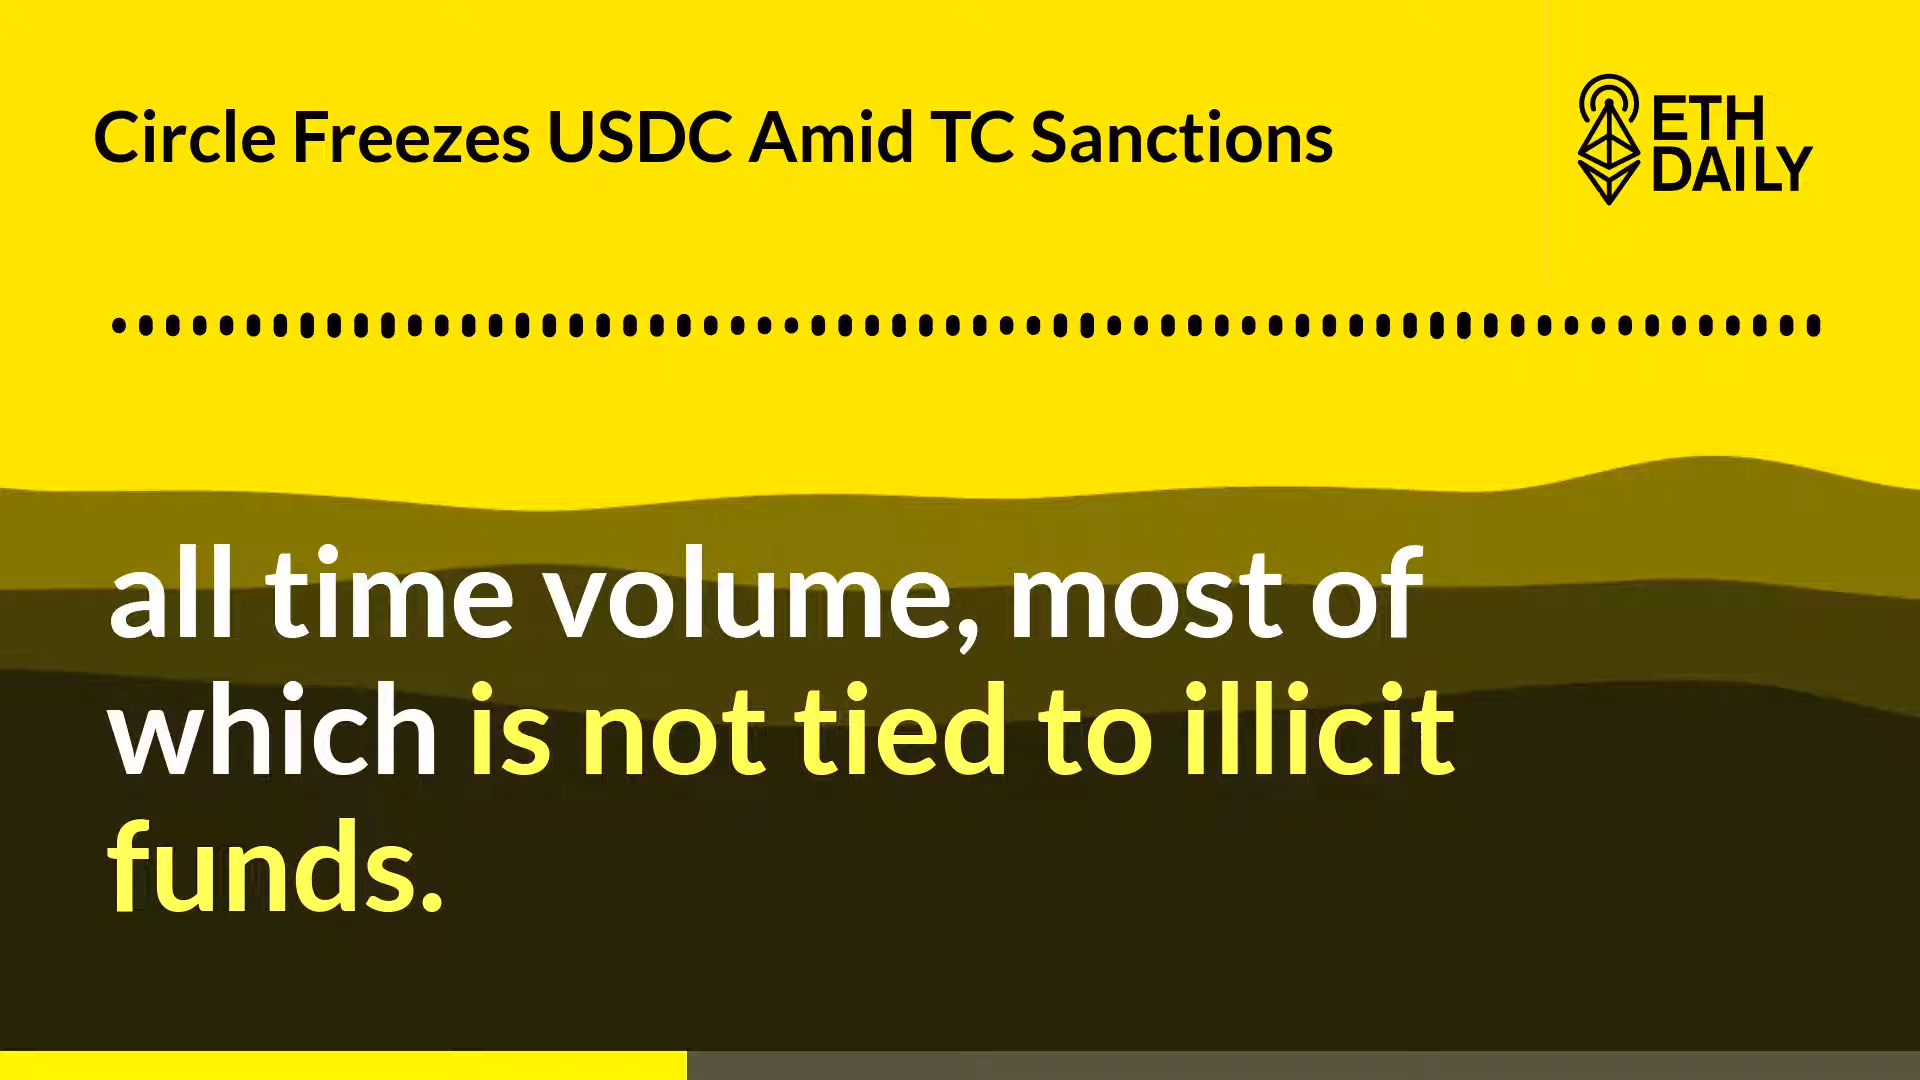 Circle Freezes USDC Amid TC Sanctions
ETH
DAILY
all time volume, most of
which is not tied to illicit
funds.